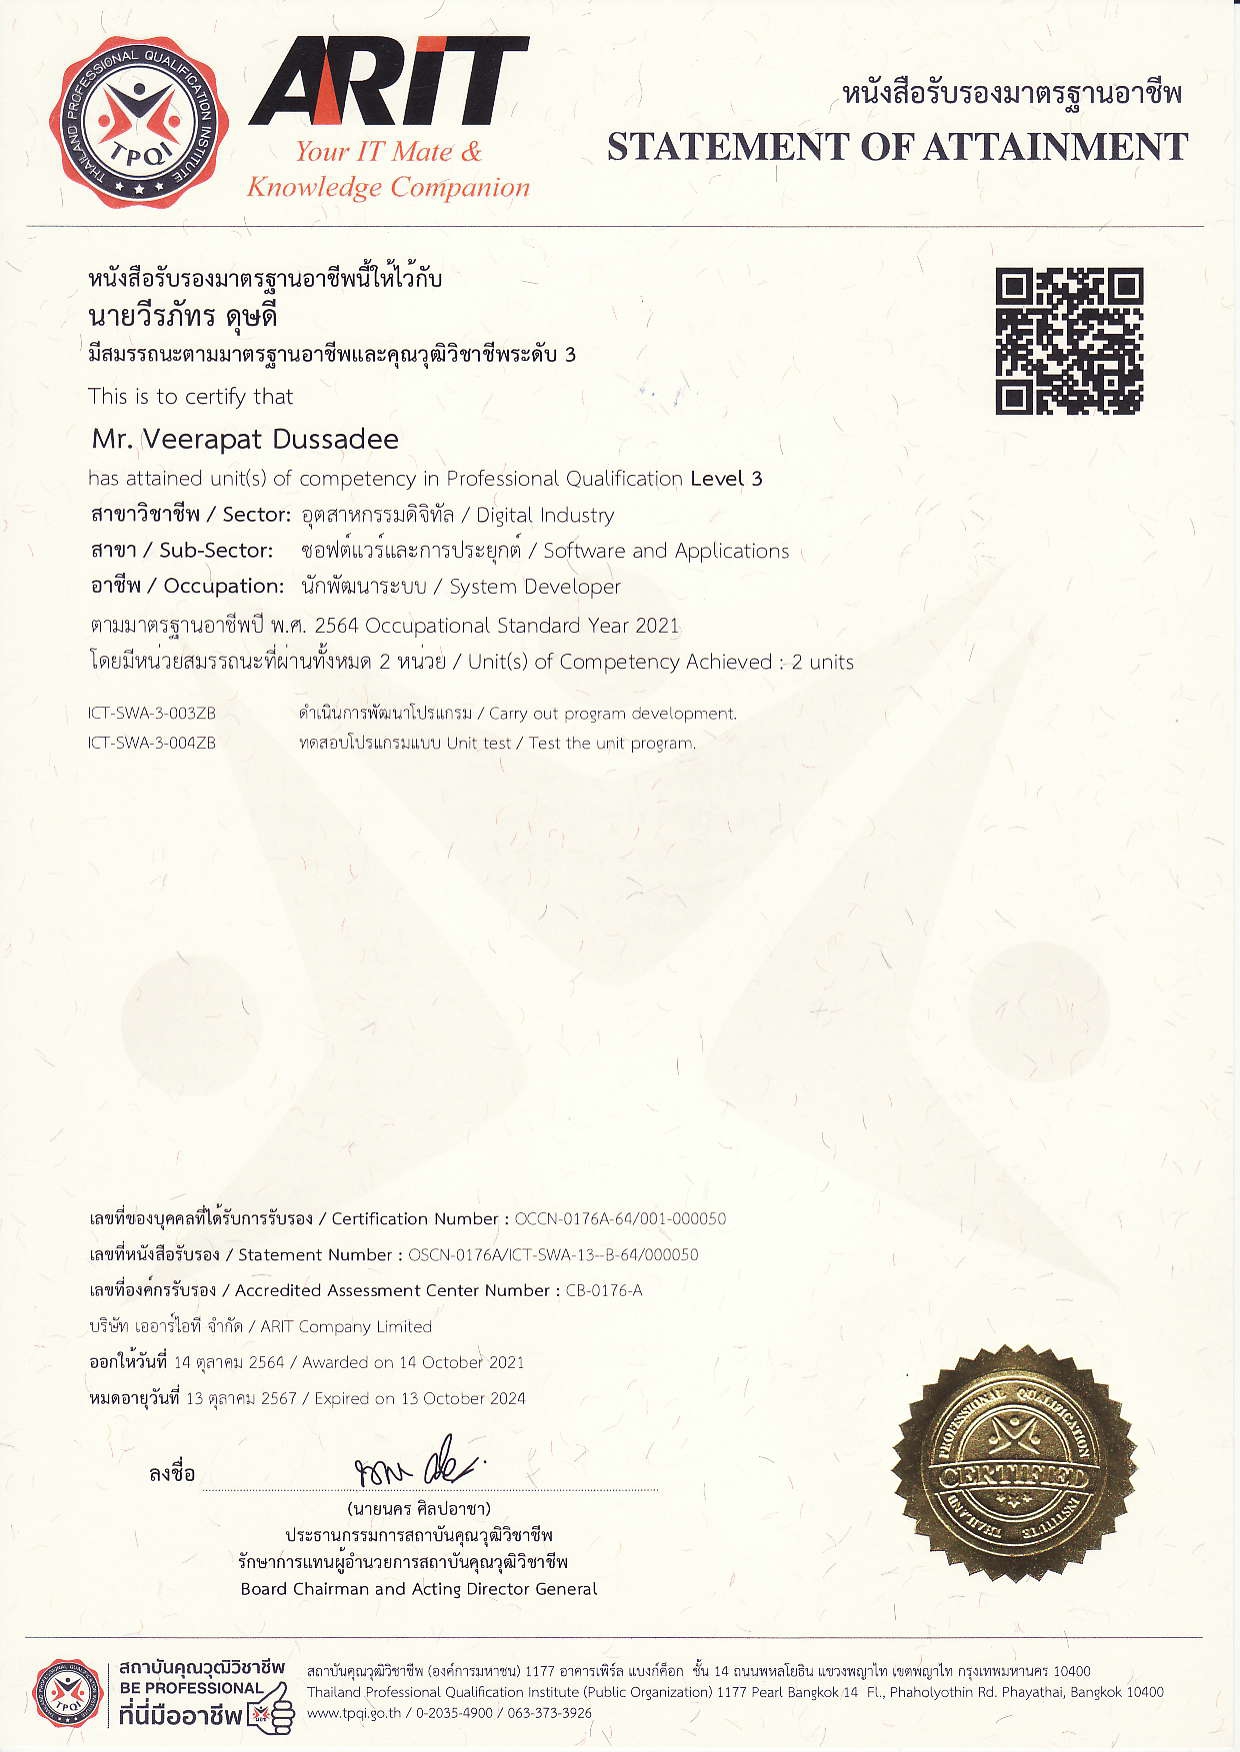 THAILAND PROFESSIONAL QUALIFICATION INSTITUTE
TPQI
ARiT
Your IT Mate &
Knowledge Companion
หนังสือรับรองมาตรฐานอาชีพ
STATEMENT OF ATTAINMENT
หนังสือรับรองมาตรฐานอาชีพนี้ให้ไว้กับ
นายวีรภัทร ดุษดี
มีสมรรถนะตามมาตรฐานอาชีพและคุณวุฒิวิชาชีพระดับ 3
This is to certify that
Mr. Veerapat Dussadee
has attained unit(s) of competency in Professional Qualification Level 3
สาขาวิชาชีพ / Sector: อุตสาหกรรมดิจิทัล / Digital Industry
สาขา / Sub-Sector: ซอฟต์แวร์และการประยุกต์ / Software and Applications
อาชีพ / Occupation: นักพัฒนาระบบ / System Developer
ตามมาตรฐานอาชีพปี พ.ศ. 2564 Occupational Standard Year 2021
โดยมีหน่วยสมรรถนะที่ผ่านทั้งหมด 2 หน่วย / Unit(s) of Competency Achieved : 2 units
ICT-SWA-3-003ZB ดำเนินการพัฒนาโปรแกรม / Carry out program development.
ICT-SWA-3-004ZB ทดสอบโปรแกรมแบบ Unit test / Test the unit program.
เลขที่ของบุคคลที่ได้รับการรับรอง / Certification Number : OCCN-0176A-64/001-000050
เลขที่หนังสือรับรอง / Statement Number : OSCN-0176A/ICT-SWA-13--B-64/000050
เลขที่องค์กรรับรอง / Accredited Assessment Center Number : CB-0176-A
บริษัท เออาร์ไอที จำกัด / ARIT Company Limited
ออกให้วันที่ 14 ตุลาคม 2564 / Awarded on 14 October 2021
หมดอายุวันที่ 13 ตุลาคม 2567 / Expired on 13 October 2024
ลงชื่อ
(นายนคร ศิลปอาชา)
ประธานกรรมการสถาบันคุณวุฒิวิชาชีพ
รักษาการแทนผู้อำนวยการสถาบันคุณวุฒิวิชาชีพ
Board Chairman and Acting Director General
PROFESSIONAL QUALIFICATION
CERTIFIED
INSTITUTE THAILAND
TPQI
สถาบันคุณวุฒิวิชาชีพ
BE PROFESSIONAL
ที่นี่มืออาชีพ
สถาบันคุณวุฒิวิชาชีพ (องค์การมหาชน) 1177 อาคารเพิร์ล แบงก์ค็อก ชั้น 14 ถนนพหลโยธิน แขวงพญาไท เขตพญาไท กรุงเทพมหานคร 10400
Thailand Professional Qualification Institute (Public Organization) 1177 Pearl Bangkok 14 Fl., Phaholyothin Rd. Phayathai, Bangkok 10400
www.tpqi.go.th / 0-2035-4900 / 063-373-3926